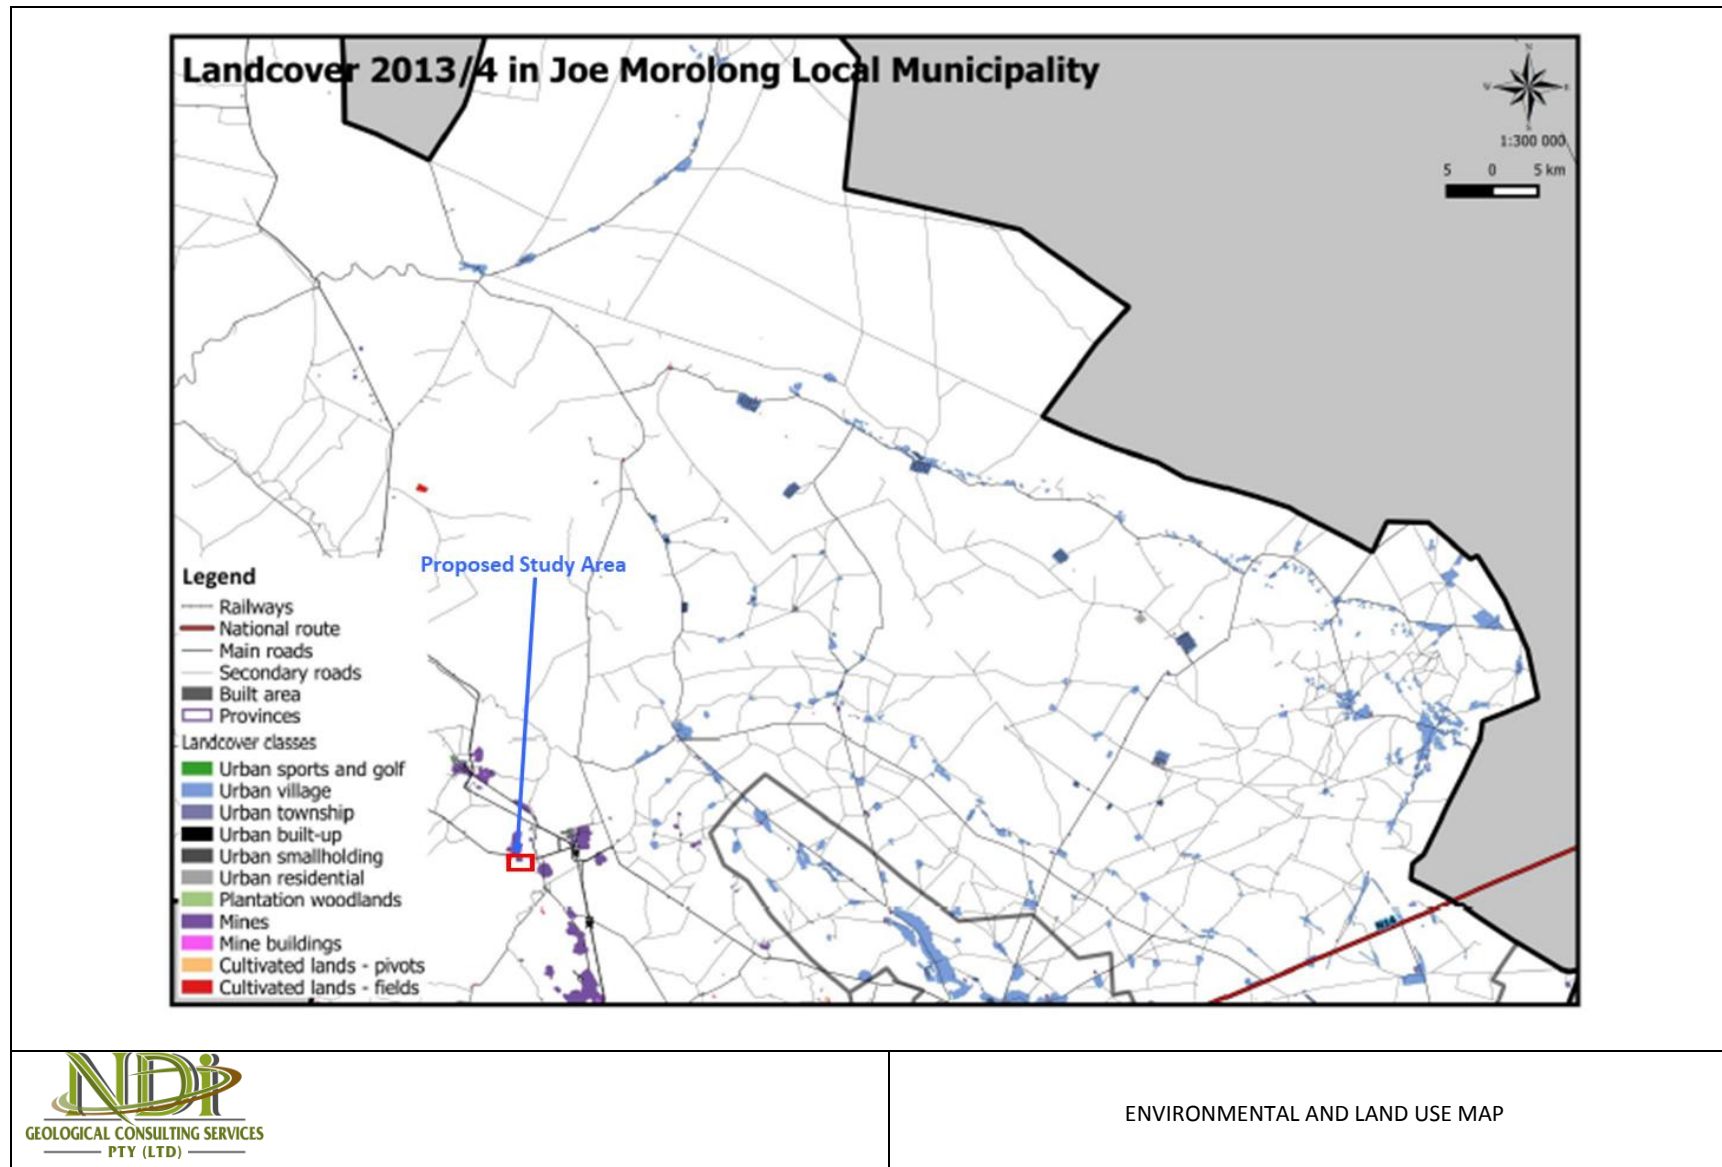 Landcover 2013/4 in Joe Morolong Local Municipality
N
W
E
S
1:300 000
5 0 5 km
Proposed Study Area
Legend
Railways
National route
Main roads
Secondary roads
Built area
Provinces
Landcover classes
Urban sports and golf
Urban village
Urban township
Urban built-up
Urban smallholding
Urban residential
Plantation woodlands
Mines
Mine buildings
Cultivated lands - pivots
Cultivated lands - fields
N14
NDi
GEOLOGICAL CONSULTING SERVICES
PTY (LTD)
ENVIRONMENTAL AND LAND USE MAP